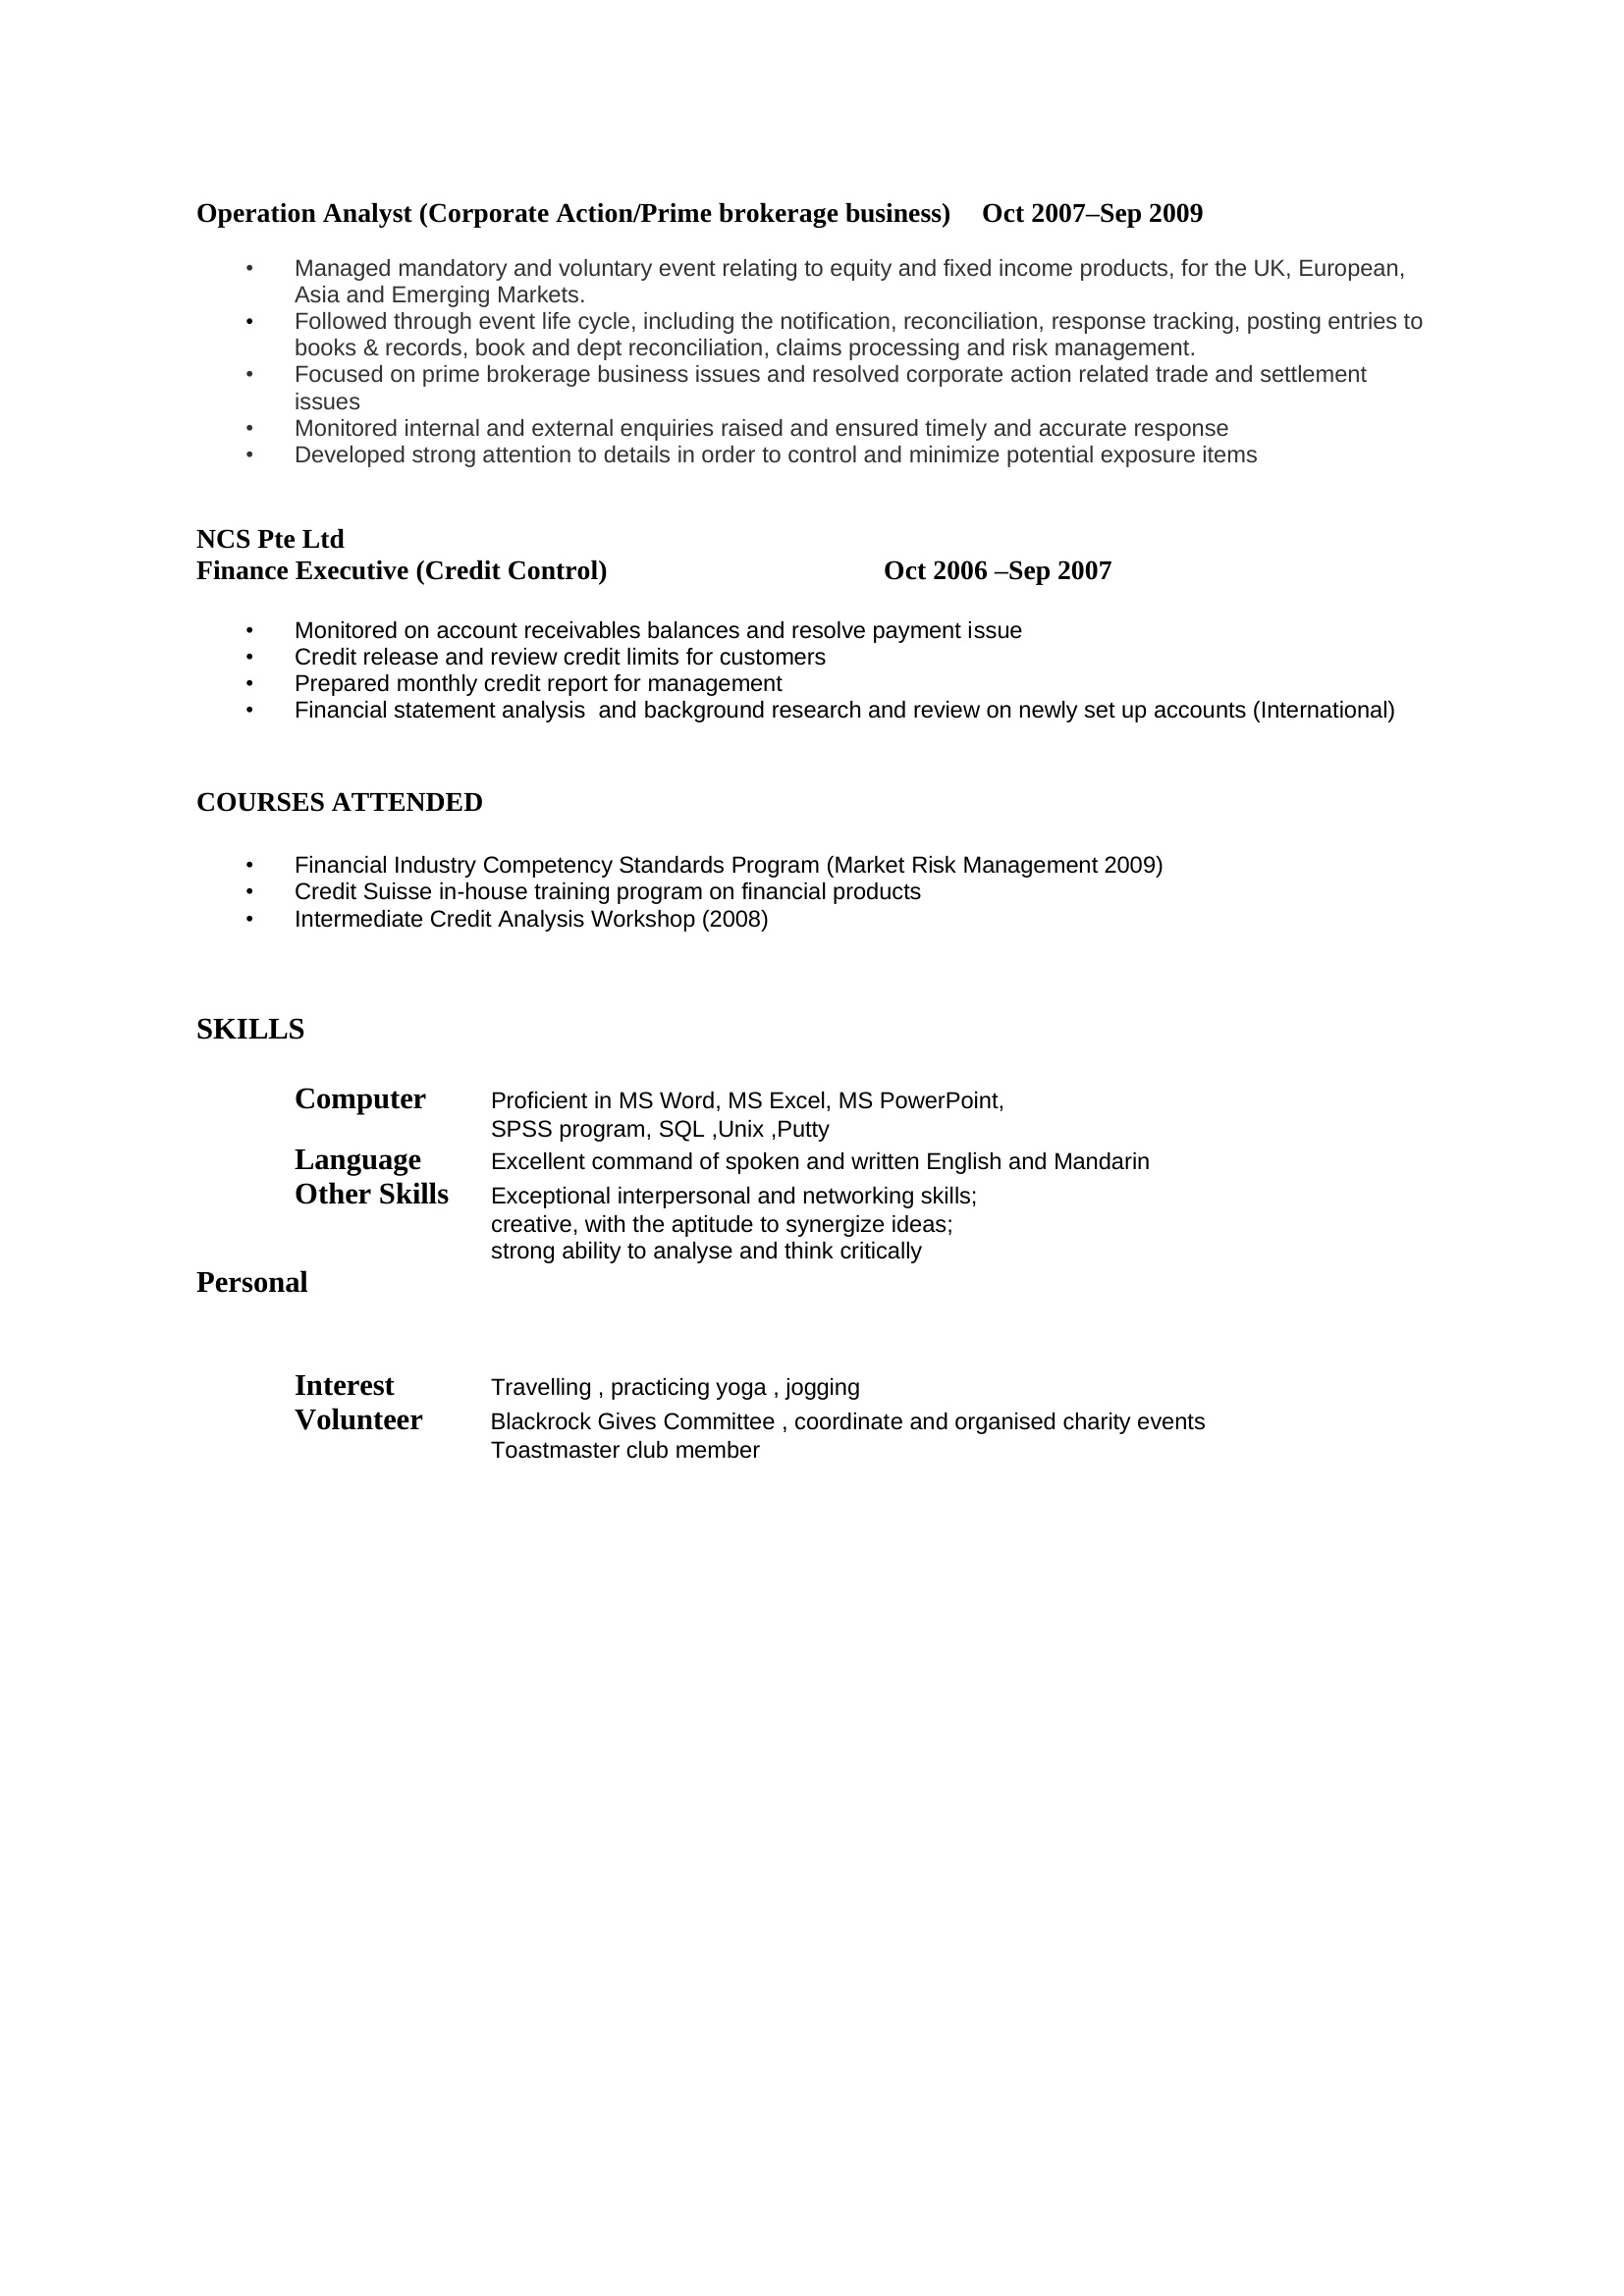 Operation Analyst (Corporate Action/Prime brokerage business) Oct 2007–Sep 2009
• Managed mandatory and voluntary event relating to equity and fixed income products, for the UK, European,
Asia and Emerging Markets.
• Followed through event life cycle, including the notification, reconciliation, response tracking, posting entries to
books & records, book and dept reconciliation, claims processing and risk management.
• Focused on prime brokerage business issues and resolved corporate action related trade and settlement
issues
• Monitored internal and external enquiries raised and ensured timely and accurate response
• Developed strong attention to details in order to control and minimize potential exposure items
NCS Pte Ltd
Finance Executive (Credit Control) Oct 2006 –Sep 2007
• Monitored on account receivables balances and resolve payment issue
• Credit release and review credit limits for customers
• Prepared monthly credit report for management
• Financial statement analysis  and background research and review on newly set up accounts (International)
COURSES ATTENDED
• Financial Industry Competency Standards Program (Market Risk Management 2009)
• Credit Suisse in-house training program on financial products
• Intermediate Credit Analysis Workshop (2008)
SKILLS
Computer Proficient in MS Word, MS Excel, MS PowerPoint,
SPSS program, SQL ,Unix ,Putty
Language Excellent command of spoken and written English and Mandarin
Other Skills Exceptional interpersonal and networking skills;
creative, with the aptitude to synergize ideas;
strong ability to analyse and think critically
Personal
Interest Travelling , practicing yoga , jogging
Volunteer Blackrock Gives Committee , coordinate and organised charity events
Toastmaster club member